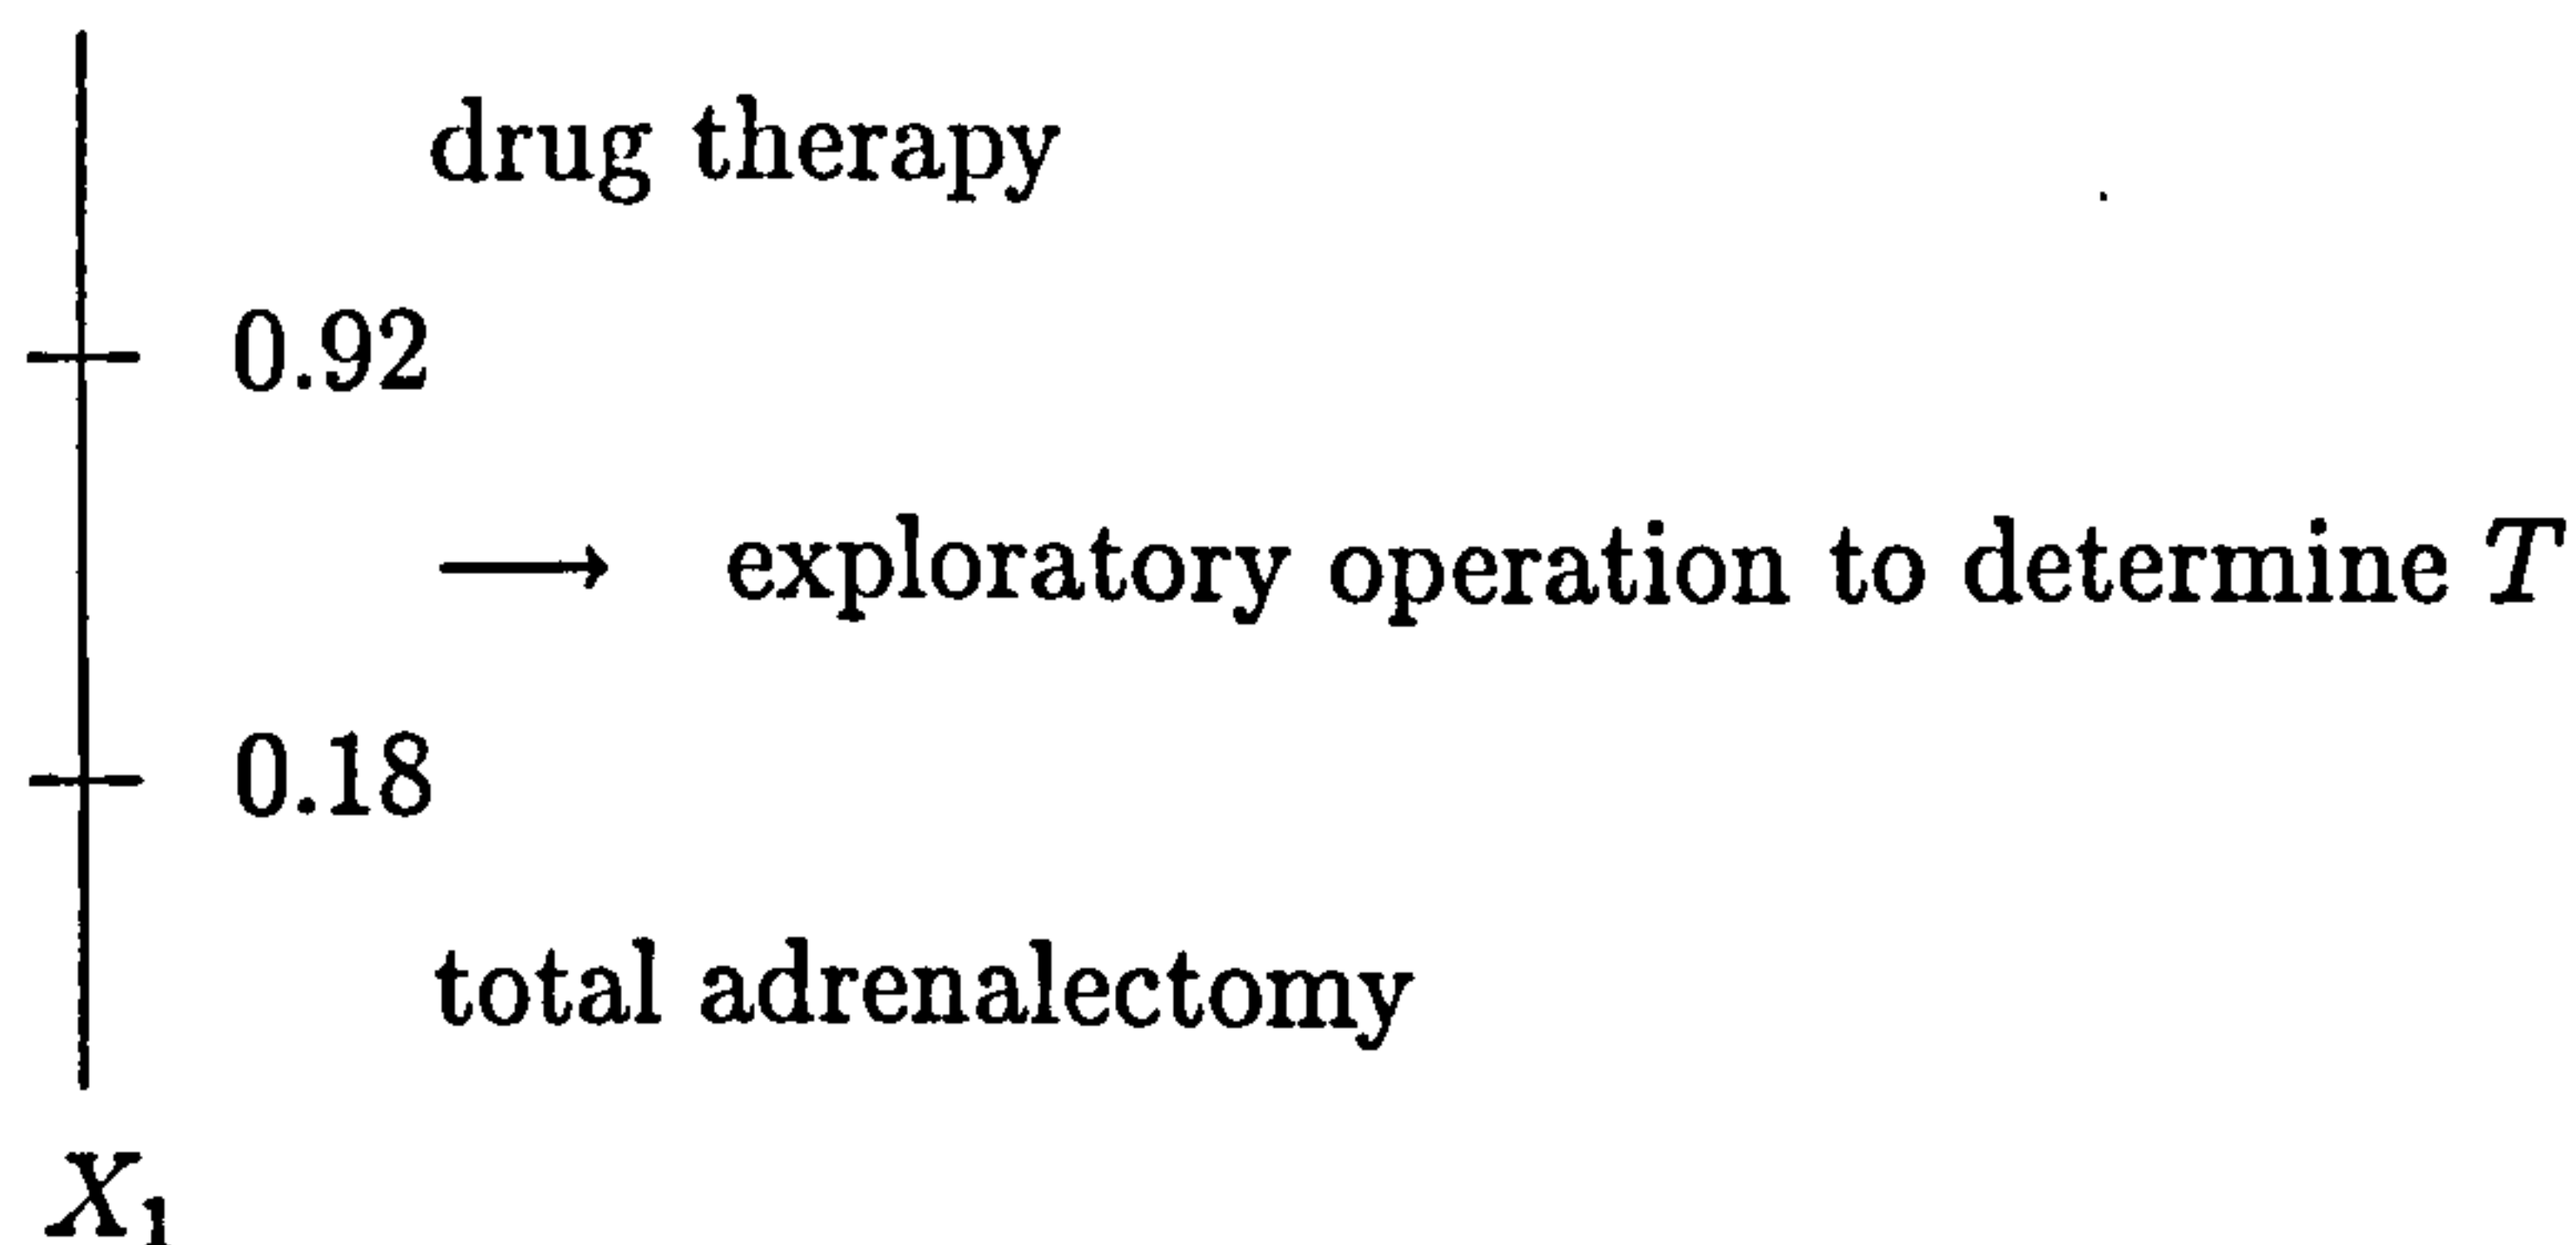 drug therapy
0.92
⟶ exploratory operation to determine T
0.18
total adrenalectomy
X₁